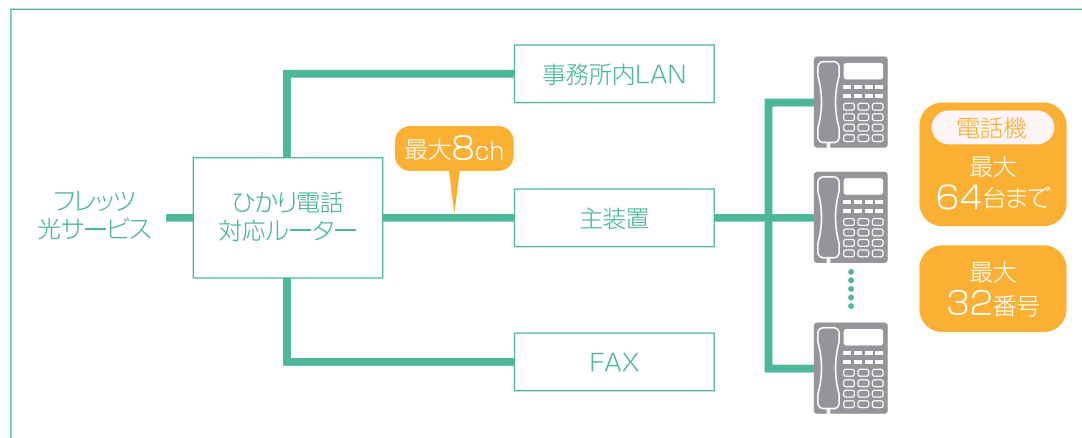 事務所内LAN
最大8ch
フレッツ
光サービス
ひかり電話
対応ルーター
主装置
FAX
電話機
最大
64台まで
最大
32番号